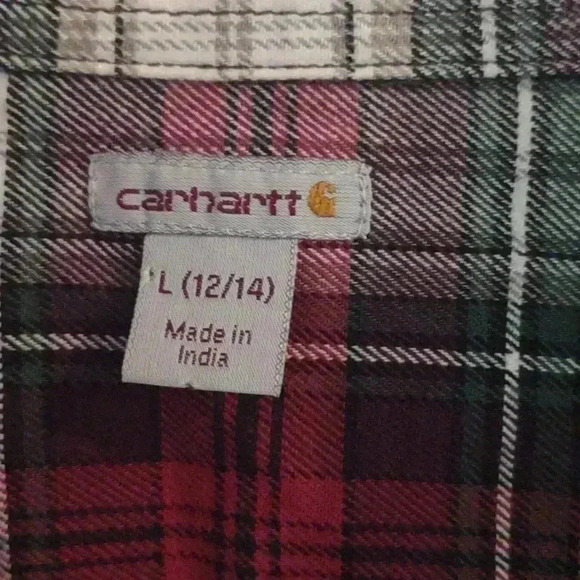 carhartt
L (12/14)
Made in
India